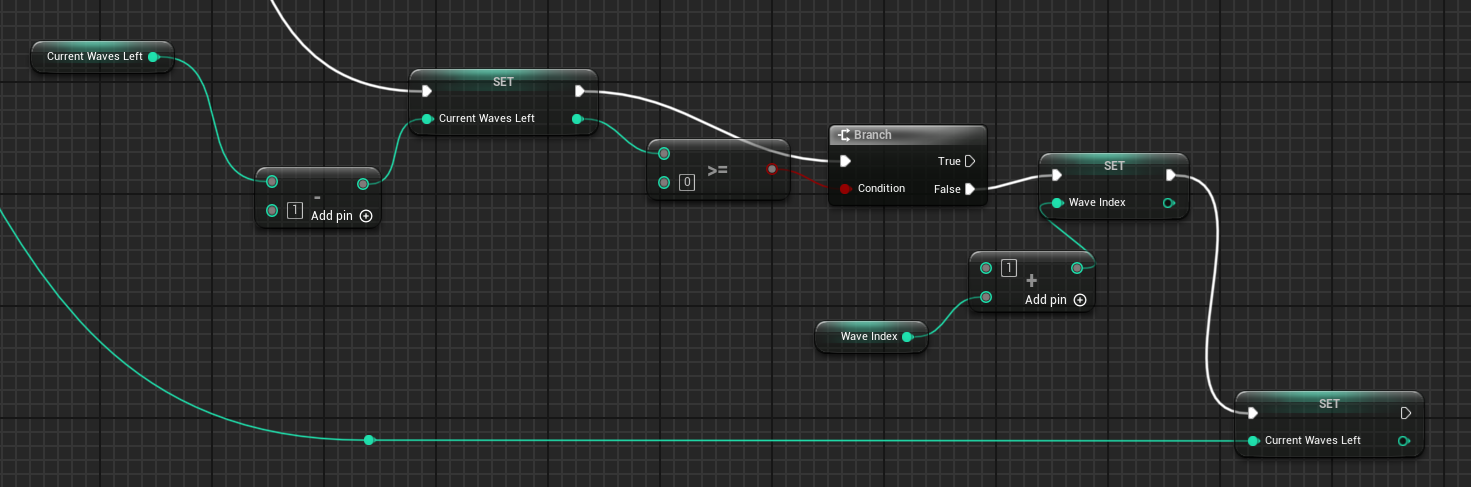 Current Waves Left
SET
Current Waves Left
1
-
Add pin
>=
0
Branch
True
Condition
False
SET
Wave Index
1
+
Add pin
Wave Index
SET
Current Waves Left